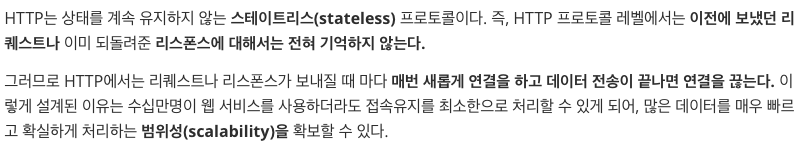 HTTP는 상태를 계속 유지하지 않는 스테이트리스(stateless) 프로토콜이다. 즉, HTTP 프로토콜 레벨에서는 이전에 보냈던 리
퀘스트나 이미 되돌려준 리스폰스에 대해서는 전혀 기억하지 않는다.
그러므로 HTTP에서는 리퀘스트나 리스폰스가 보내질 때 마다 매번 새롭게 연결을 하고 데이터 전송이 끝나면 연결을 끊는다. 이
렇게 설계된 이유는 수십만명이 웹 서비스를 사용하더라도 접속유지를 최소한으로 처리할 수 있게 되어, 많은 데이터를 매우 빠르
고 확실하게 처리하는 범위성(scalability)을 확보할 수 있다.